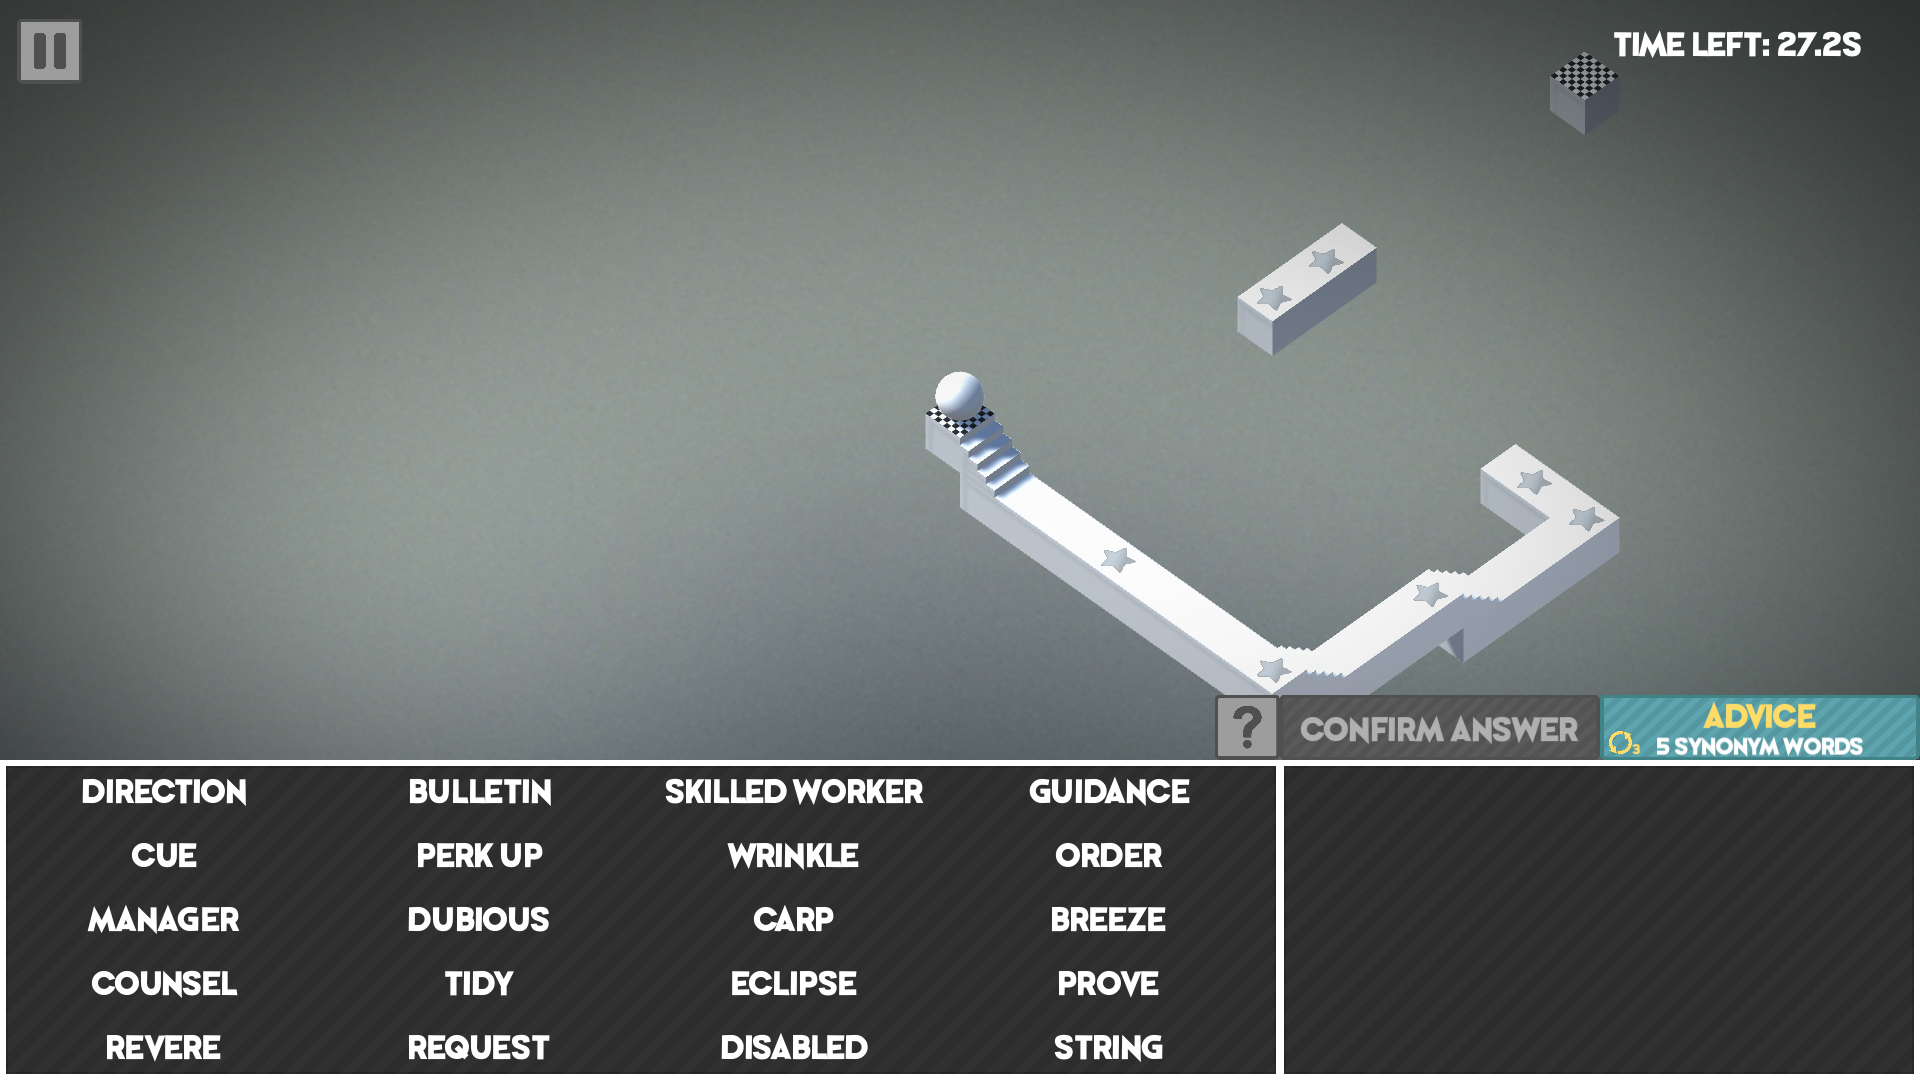 TIME LEFT: 27.2S
? CONFIRM ANSWER ADVICE
3 5 SYNONYM WORDS
DIRECTION BULLETIN SKILLED WORKER GUIDANCE
CUE PERK UP WRINKLE ORDER
MANAGER DUBIOUS CARP BREEZE
COUNSEL TIDY ECLIPSE PROVE
REVERE REQUEST DISABLED STRING